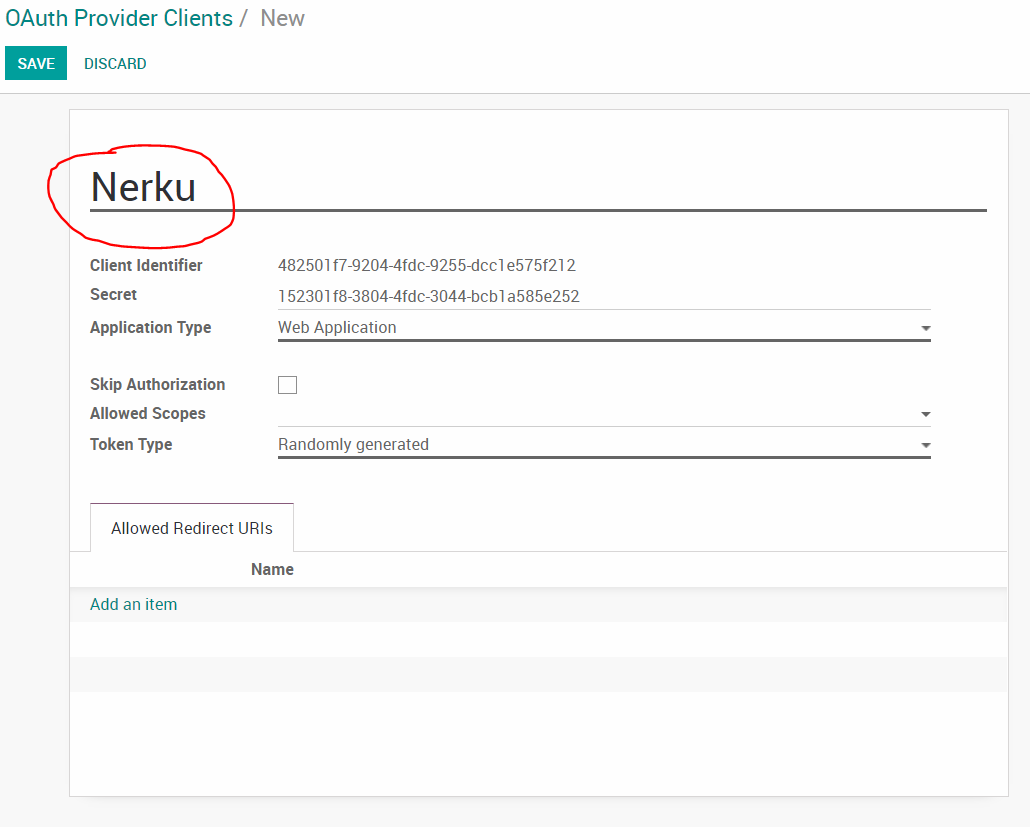 OAuth Provider Clients / New
SAVE DISCARD
Nerku
Client Identifier 482501f7-9204-4fdc-9255-dcc1e575f212
Secret 152301f8-3804-4fdc-3044-bcb1a585e252
Application Type Web Application
Skip Authorization
Allowed Scopes
Token Type Randomly generated
Allowed Redirect URIs
Name
Add an item